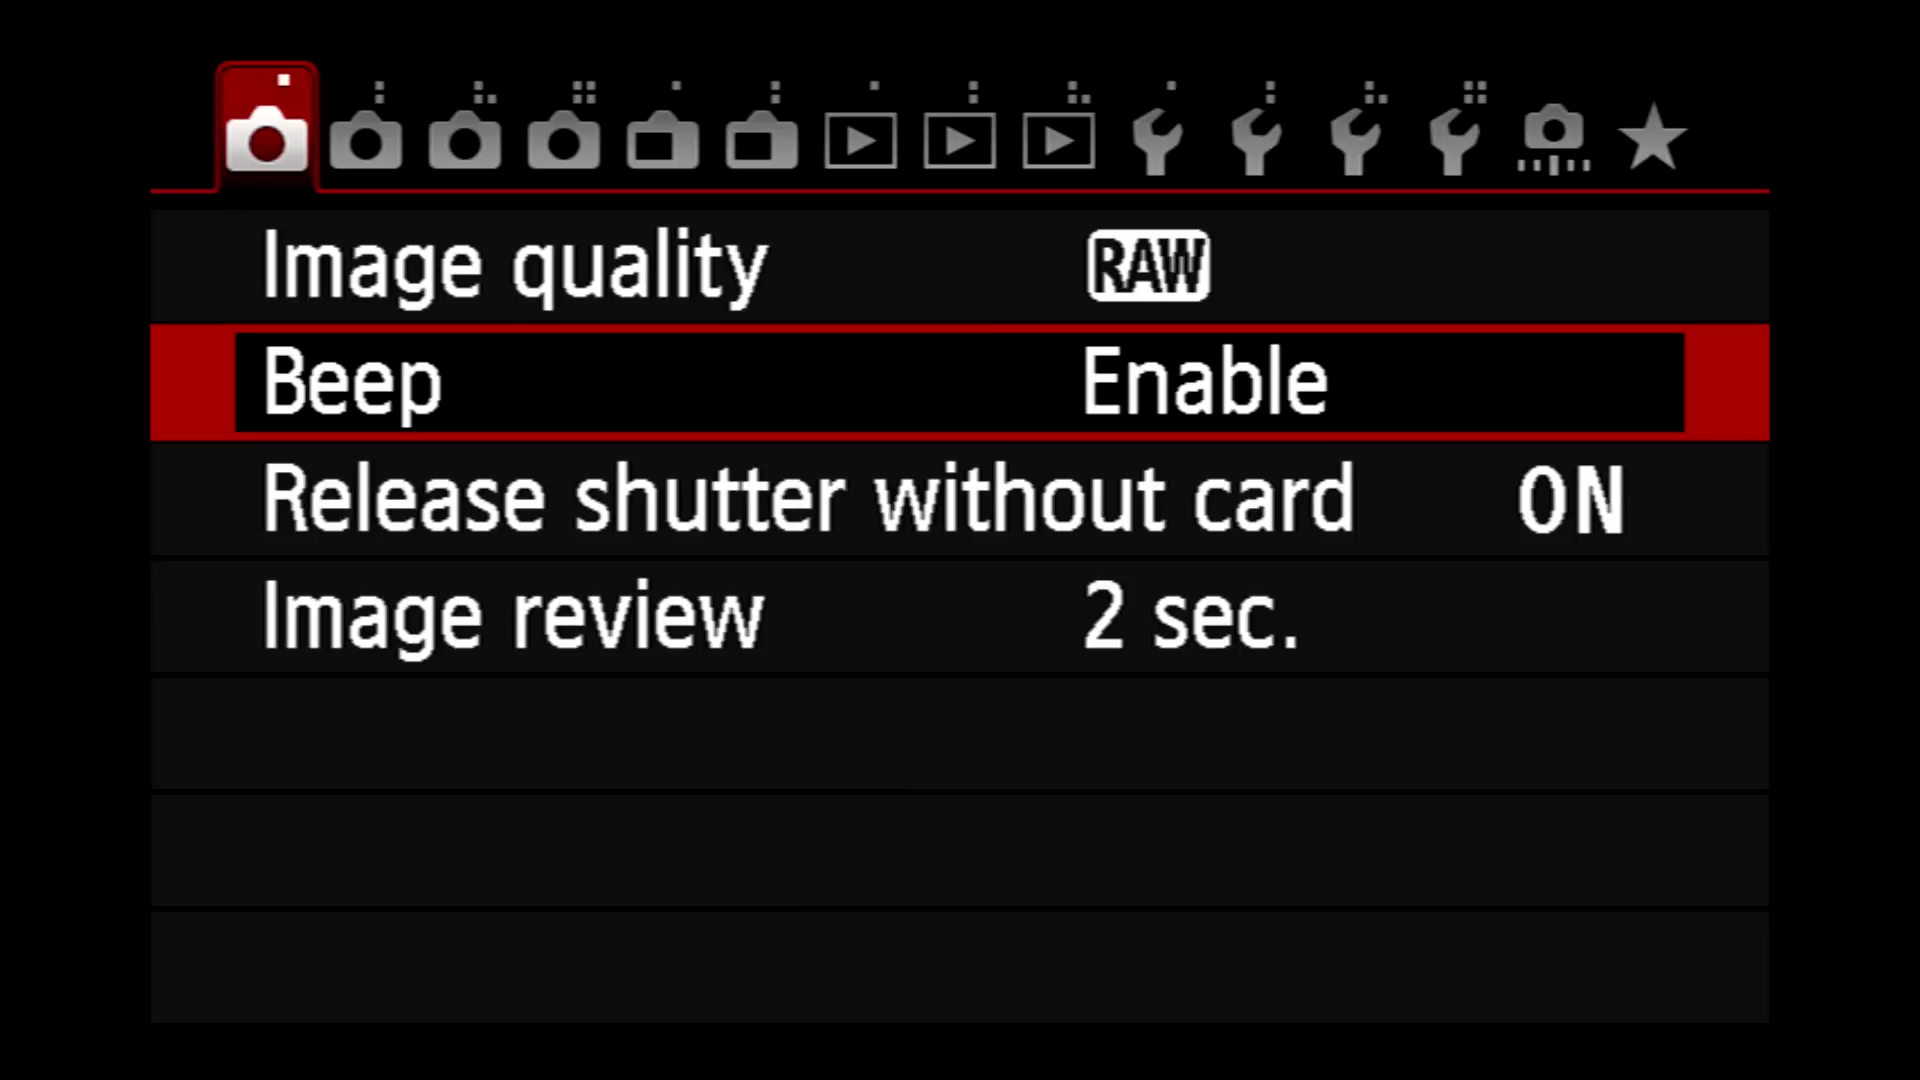 Image quality RAW
Beep Enable
Release shutter without card ON
Image review 2 sec.